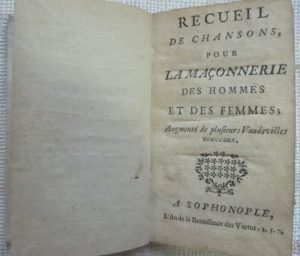 RECUEIL
DE CHANSONS,
POUR
LA MAÇONNERIE
DES HOMMES
ET DES FEMMES;
Augmenté de plusieurs Vaudevilles
nouveaux.
A SOPHONOPLE,
L'An de la Renaissance des Vertus,